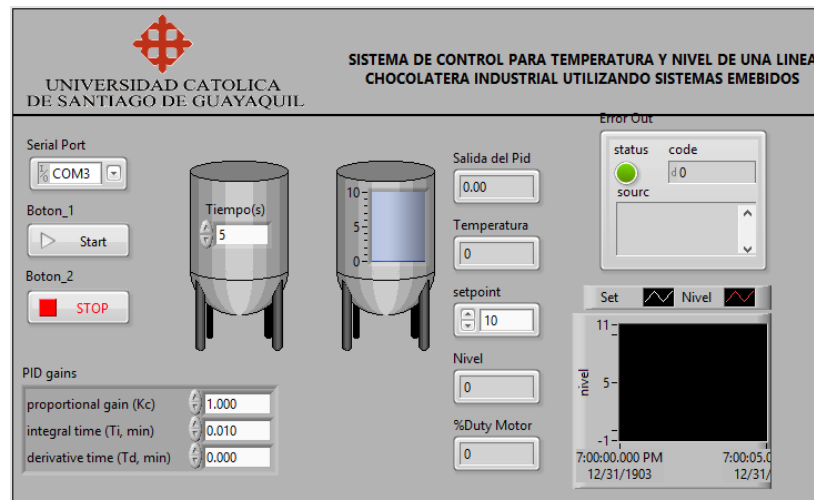 SISTEMA DE CONTROL PARA TEMPERATURA Y NIVEL DE UNA LINEA
CHOCOLATERA INDUSTRIAL UTILIZANDO SISTEMAS EMEBIDOS
UNIVERSIDAD CATOLICA
DE SANTIAGO DE GUAYAQUIL
Serial Port
I/O COM3
Boton_1
Start
Boton_2
STOP
Tiempo(s)
5
10
5
0
Salida del Pid
0.00
Temperatura
0
setpoint
10
Nivel
0
%Duty Motor
0
Error Out
status code
d 0
sourc
Set Nivel
nivel
11
5
-1
7:00:00.000 PM 7:00:05.0
12/31/1903 12/31/
PID gains
proportional gain (Kc) 1.000
integral time (Ti, min) 0.010
derivative time (Td, min) 0.000